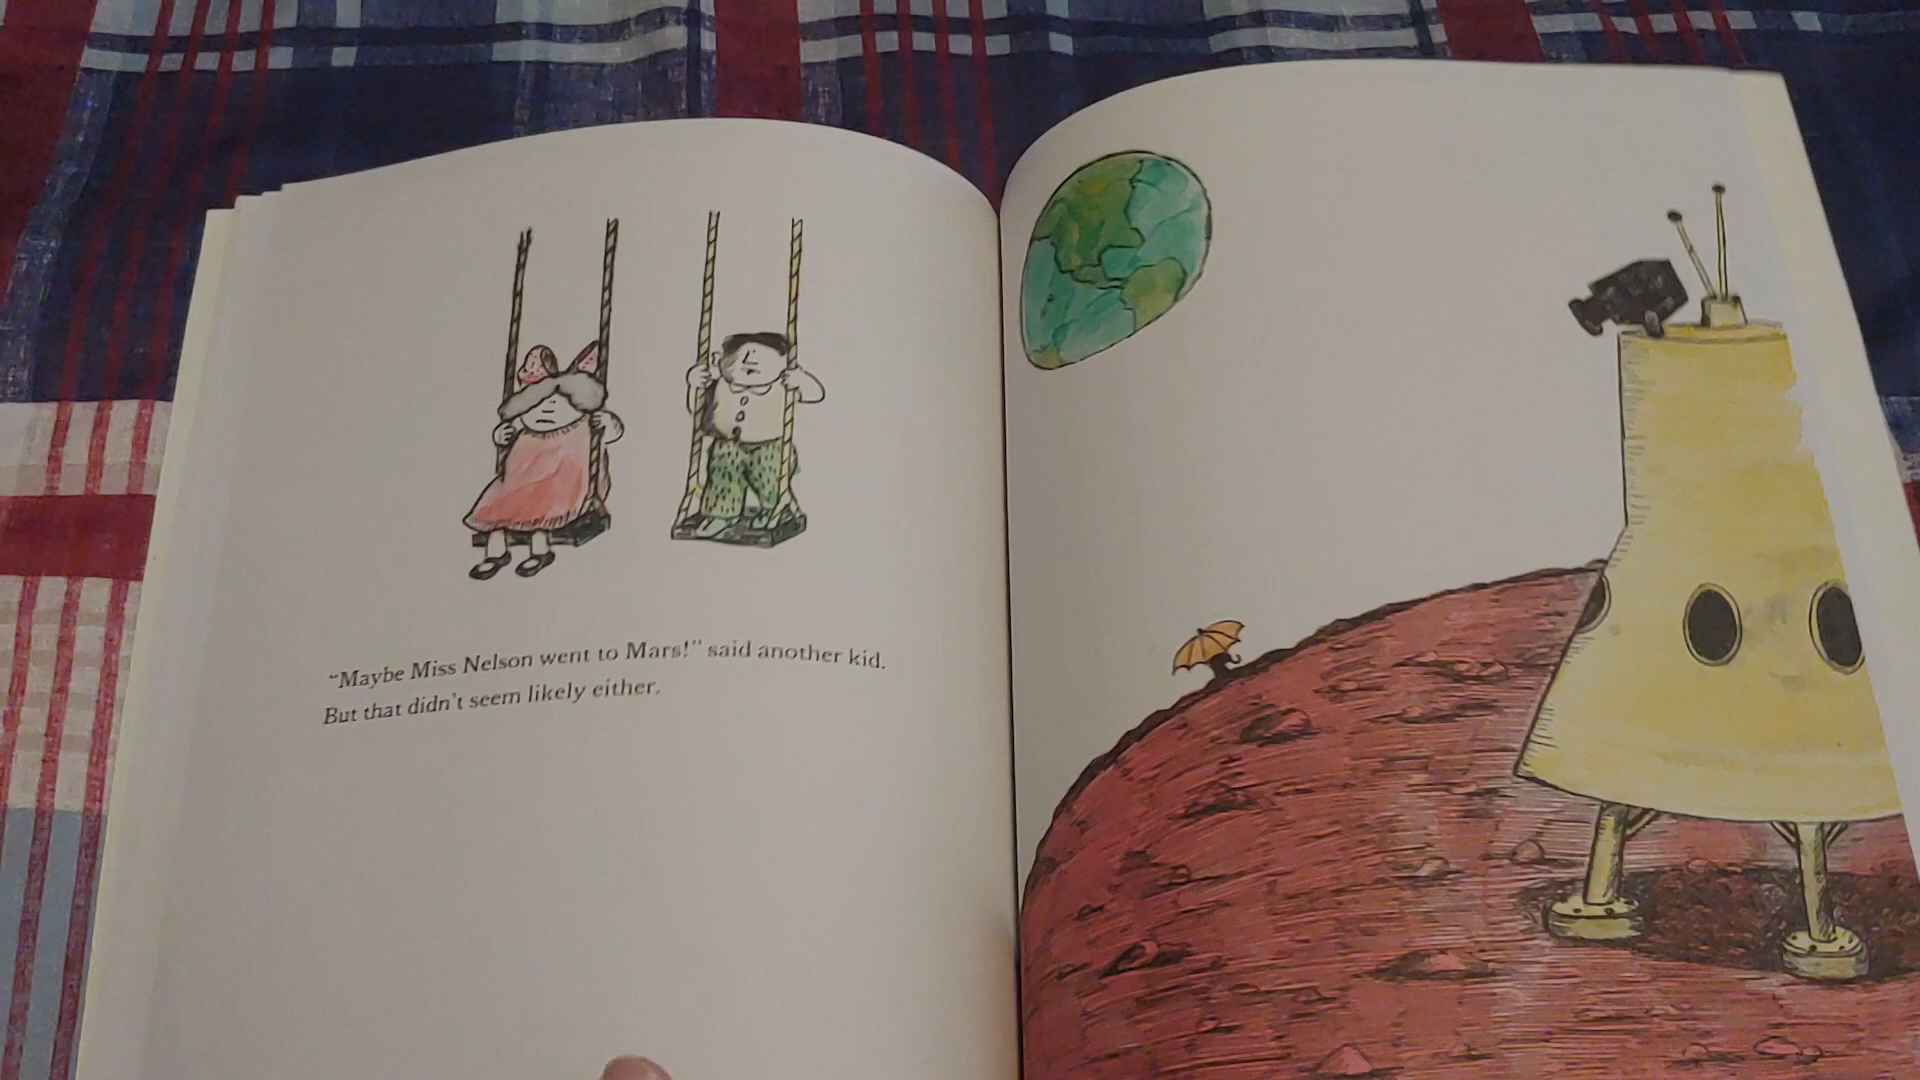 "Maybe Miss Nelson went to Mars!" said another kid.
But that didn't seem likely either.